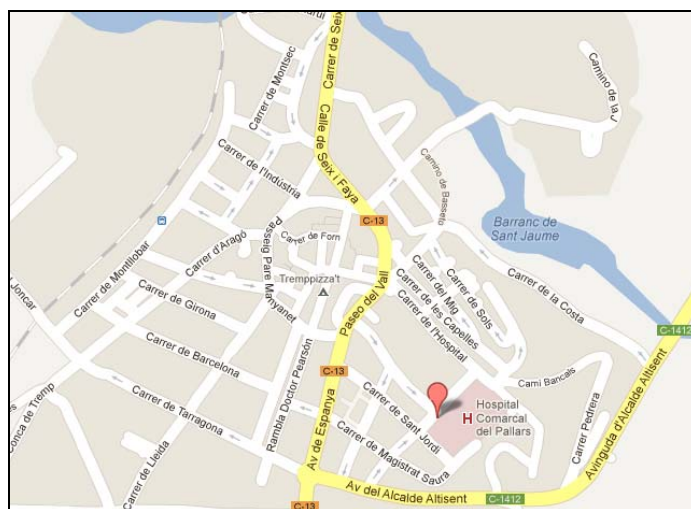 Carrer de Montsec
Carrer de Seix
Camino de la
Calle de Seix i Faya
Carrer de l'Indústria
Camino de Basseto
C-13
Barranc de
Sant Jaume
Passeig Pare Manyanet
Carrer de Forn
Carrer d'Aragó
Carrer de Montllobar
Tremppizza't
Paseo del Vall
Carrer del Mig
Carrer de Sols
Carrer de les Capelles
Carrer de l'Hospital
Carrer de la Costa
Joncar
Carrer de Girona
C-1412
Carrer de Barcelona
C-13
Rambla Doctor Pearsón
Cami Bancals
Conca de Tremp
Carrer de Tarragona
Av de Espanya
Carrer de Sant Jordi
H
Hospital
Comarcal
del Pallars
Carrer Pedrera
Avinguda d'Alcalde Altisent
Carrer de Lleida
Carrer de Magistrat Saura
Av del Alcalde Altisent
C-1412
C-13